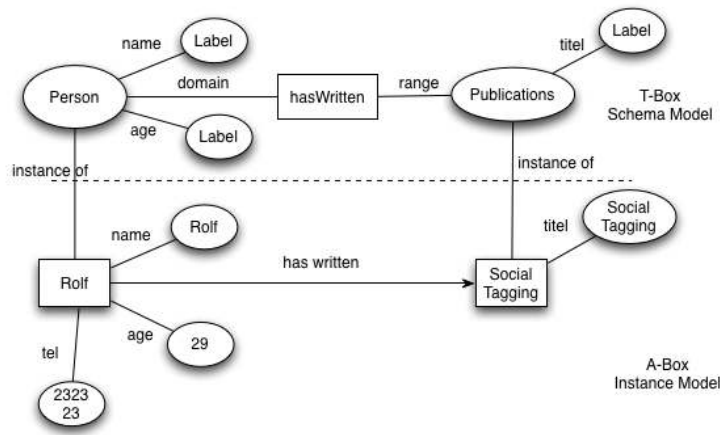 name
Label
titel
Label
domain
range
Person
hasWritten
Publications
T-Box
Schema Model
age
Label
instance of
instance of
name
Rolf
titel
Social
Tagging
has written
Rolf
Social
Tagging
age
29
tel
2323
23
A-Box
Instance Model